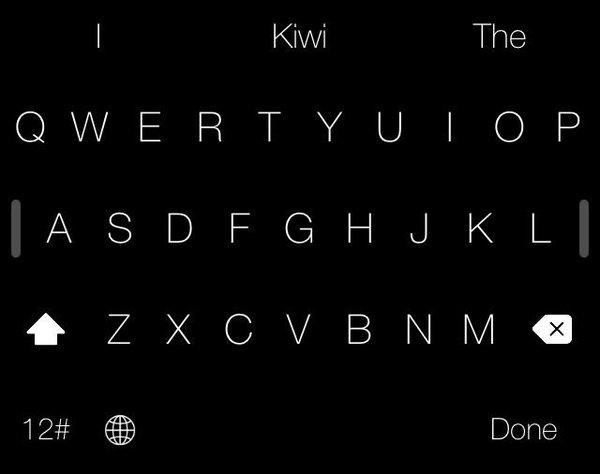 I Kiwi The
Q W E R T Y U I O P
A S D F G H J K L
Z X C V B N M
12# Done